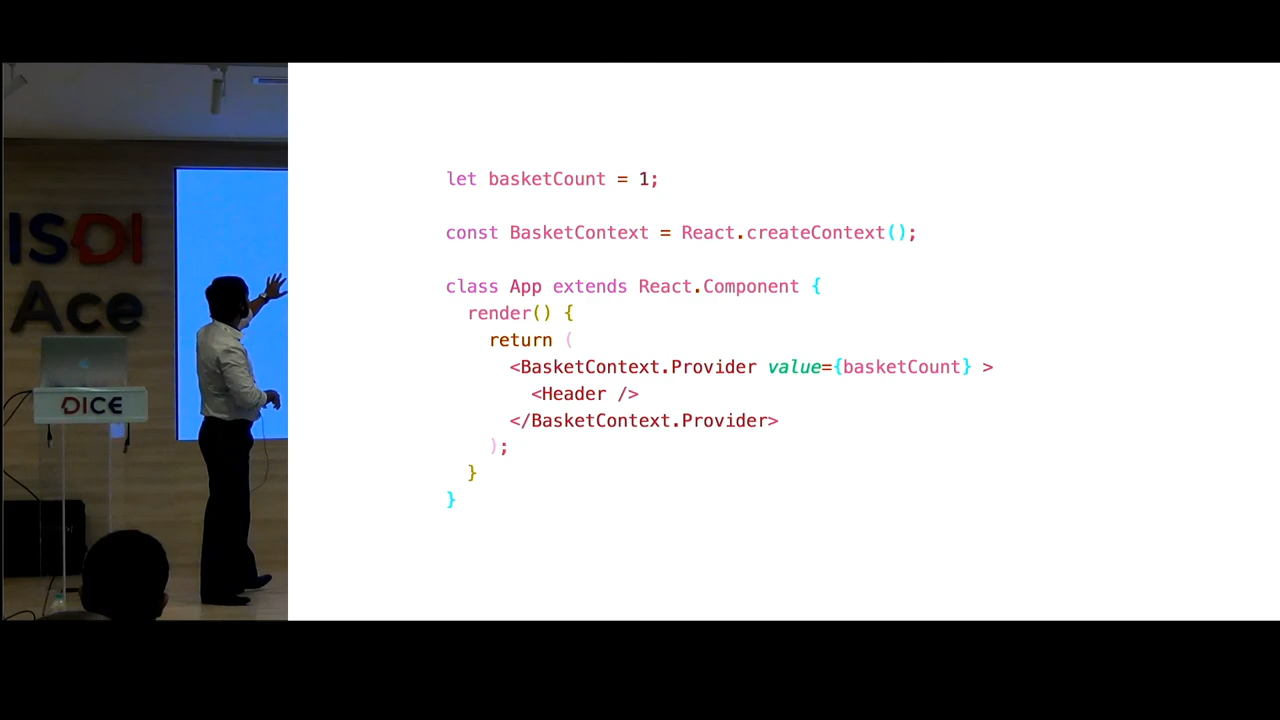 ISDI
Ace
DICE
let basketCount = 1;
const BasketContext = React.createContext();
class App extends React.Component {
render() {
return (
<BasketContext.Provider value={basketCount} >
<Header />
</BasketContext.Provider>
);
}
}